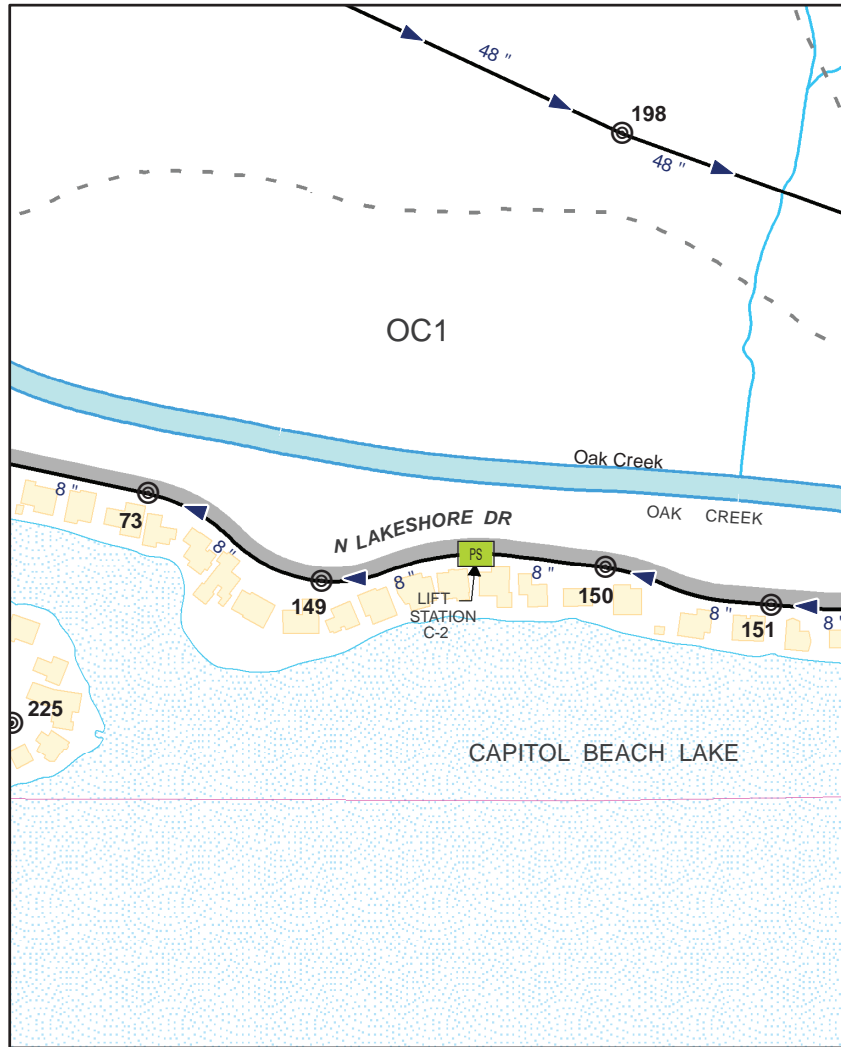 48 "
198
48 "
OC1
Oak Creek
8 "
OAK CREEK
73
N LAKESHORE DR
8 "
PS
8 "
8 "
149
150
LIFT
STATION
C-2
8 "
8 "
151
225
CAPITOL BEACH LAKE